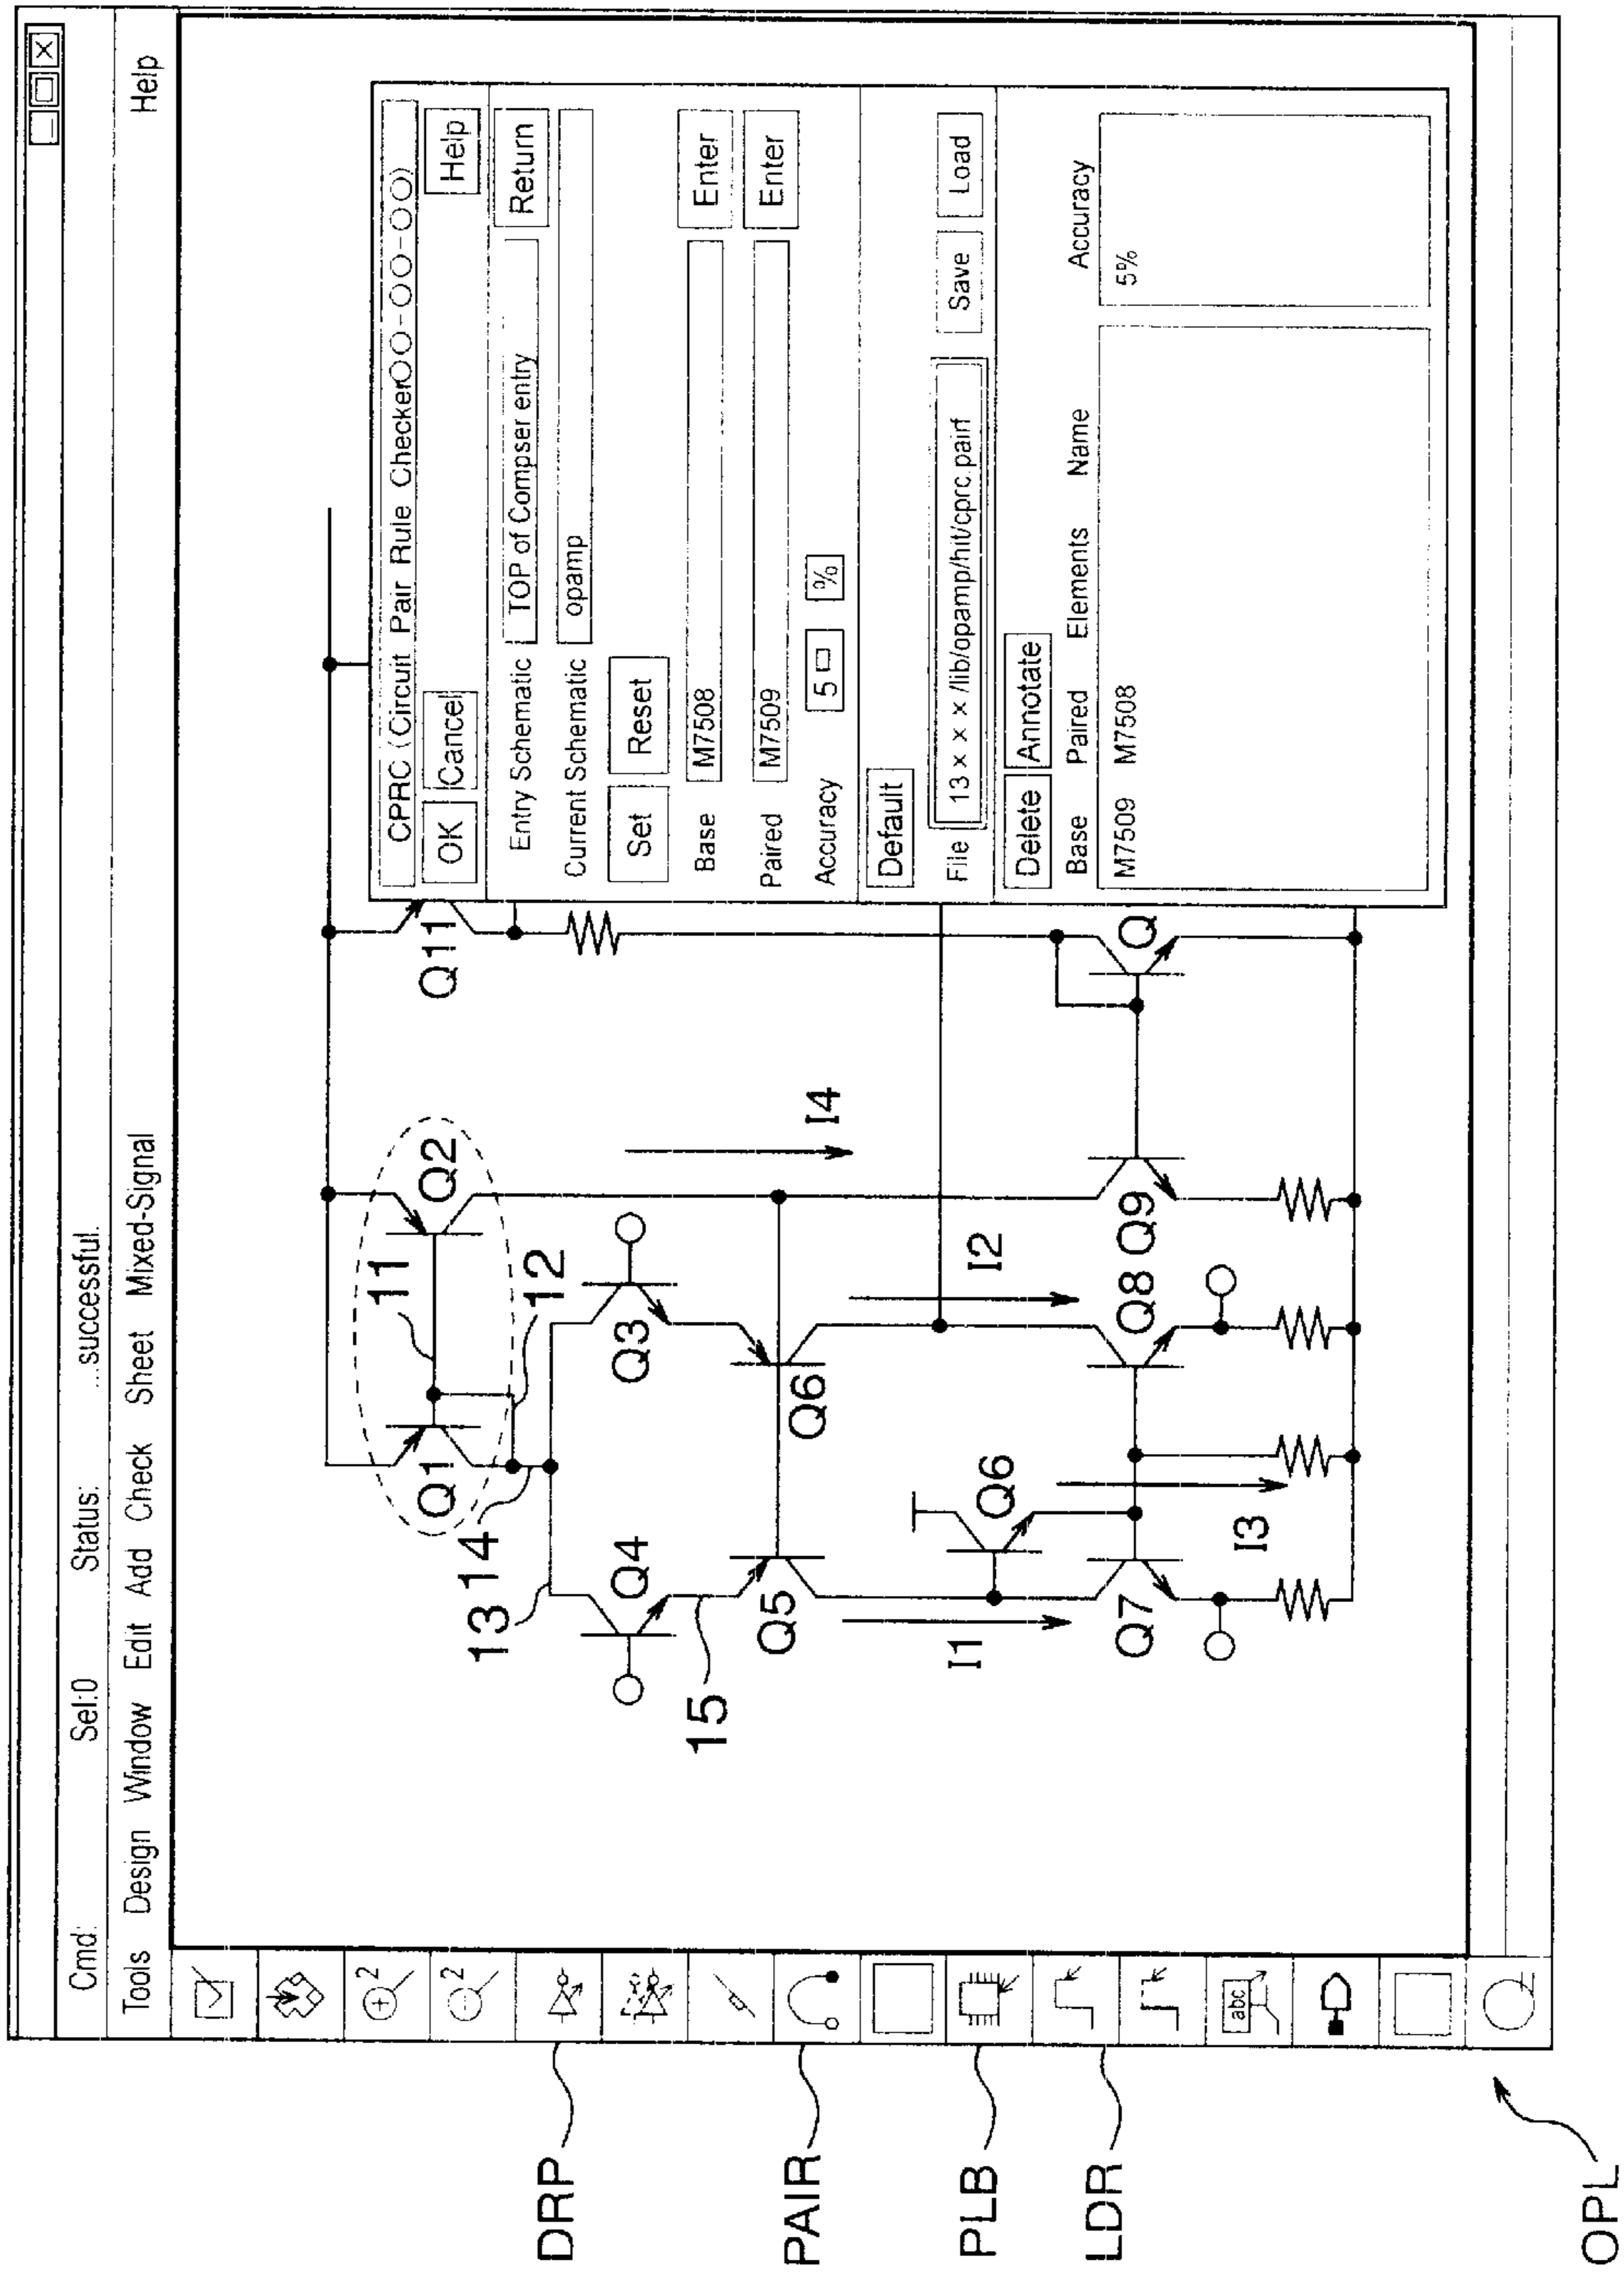 Cmd: Sel:0 Status: ...successful.
Tools Design Window Edit Add Check Sheet Mixed-Signal Help
CPRC (Circuit Pair Rule Checker○○-○○-○○)
OK Cancel Help
Entry Schematic TOP of Compser entry Return
Current Schematic opamp
Set Reset
Base M7508 Enter
Paired M7509 Enter
Accuracy 5 □ %
Default
File 13 × × × /lib/opamp/hit/cprc.pairf Save Load
Delete Annotate
Base Paired Elements Name Accuracy
M7509 M7508 5%
Q1
11
Q2
Q11
12
13
14
Q4
Q3
15
Q5
Q6
I4
I1
Q6
I2
Q7
I3
Q8
Q9
Q
2
2
abc
DRP
PAIR
PLB
LDR
OPL